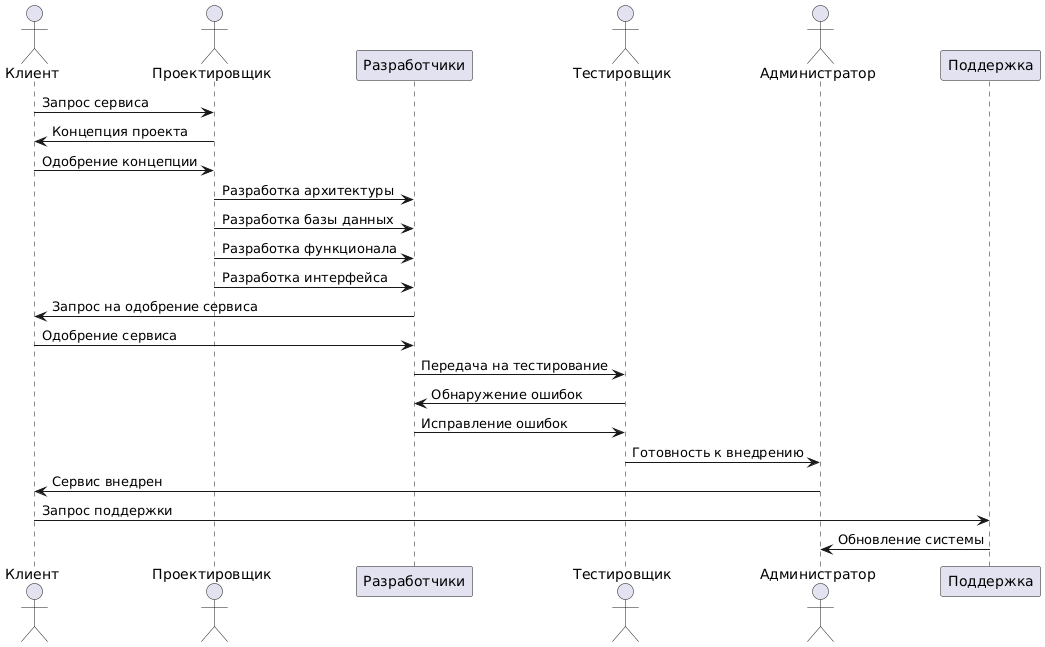 Клиент
Проектировщик
Разработчики
Тестировщик
Администратор
Поддержка
Запрос сервиса
Концепция проекта
Одобрение концепции
Разработка архитектуры
Разработка базы данных
Разработка функционала
Разработка интерфейса
Запрос на одобрение сервиса
Одобрение сервиса
Передача на тестирование
Обнаружение ошибок
Исправление ошибок
Готовность к внедрению
Сервис внедрен
Запрос поддержки
Обновление системы
Клиент
Проектировщик
Разработчики
Тестировщик
Администратор
Поддержка